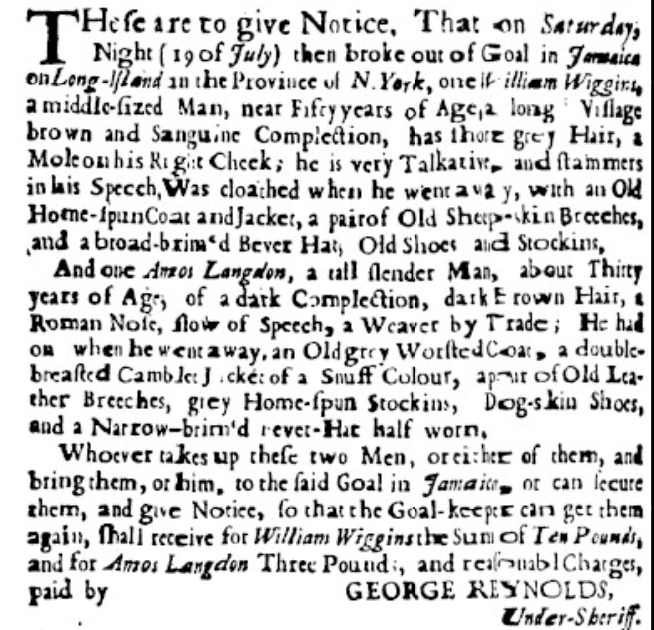 THeſe are to give Notice, That on Saturday,
Night (19 of July) then broke out of Goal in Jamaica
on Long-Iſland in the Province of N. York, one William Wiggins,
a middle-ſized Man, near Fifty years of Age, a long Viſſage
brown and Sanguine Complection, has ſhort grey Hair, a
Mole on his Right Cheek; he is very Talkative, and ſtammers
in his Speech, Was cloathed when he went away, with an Old
Home-ſpun Coat and Jacket, a pair of Old Sheep-skin Breeches,
and a broad-brim'd Bever Hat, Old Shoes and Stockins,
And one Amos Langdon, a tall ſlender Man, about Thirty
years of Age, of a dark Complection, dark Brown Hair, a
Roman Noſe, ſlow of Speech, a Weaver by Trade; He had
on when he went away, an Old grey Worſted Coat, a double-
breaſted Camblet Jacket of a Snuff Colour, a pair of Old Lea-
ther Breeches, grey Home-ſpun Stockins, Dog-skin Shoes,
and a Narrow-brim'd Bever-Hat half worn.
Whoever takes up theſe two Men, or either of them, and
bring them, or him, to the ſaid Goal in Jamaica, or can ſecure
them, and give Notice, ſo that the Goal-keeper can get them
again, ſhall receive for William Wiggins the Sum of Ten Pounds,
and for Amos Langdon Three Pounds, and reaſonabl Charges,
paid by GEORGE REYNOLDS,
Under-Sheriff.